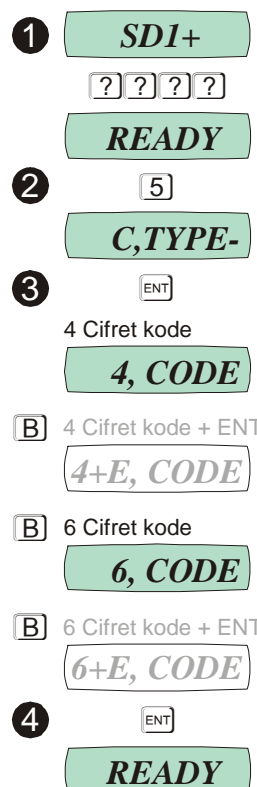 1 SD1+
? ? ? ?
READY
2 5
C,TYPE-
3 ENT
4 Cifret kode
4, CODE
B 4 Cifret kode + ENT
4+E, CODE
B 6 Cifret kode
6, CODE
B 6 Cifret kode + ENT
6+E, CODE
4 ENT
READY